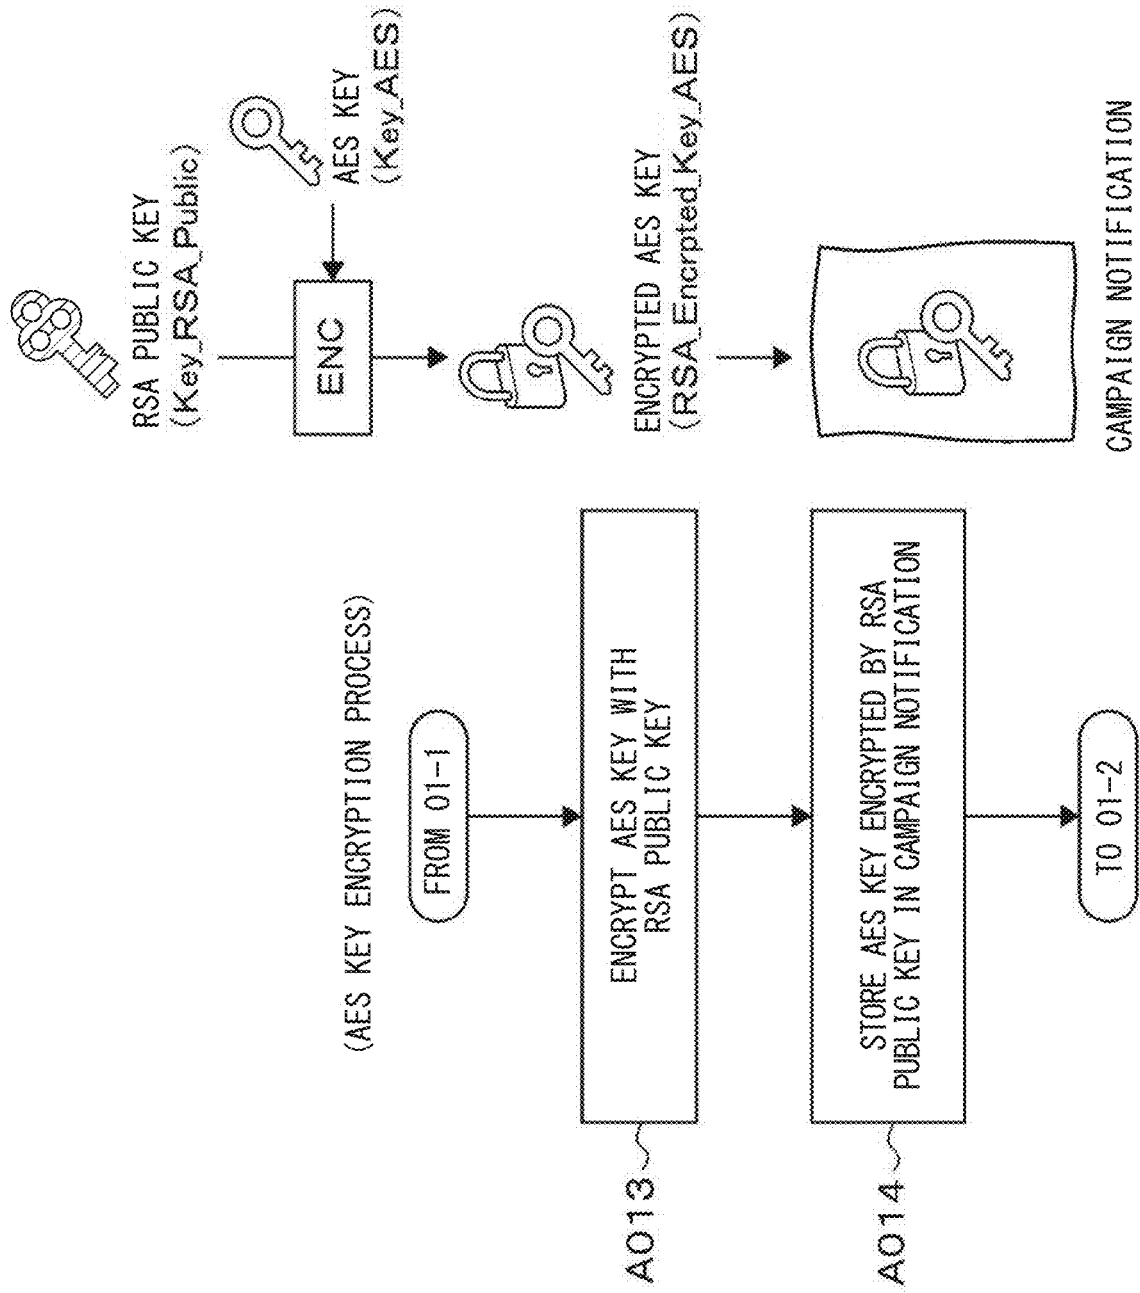 (AES KEY ENCRYPTION PROCESS)
FROM 01-1
A013
ENCRYPT AES KEY WITH
RSA PUBLIC KEY
A014
STORE AES KEY ENCRYPTED BY RSA
PUBLIC KEY IN CAMPAIGN NOTIFICATION
TO 01-2
RSA PUBLIC KEY
(Key_RSA_Public)
ENC
AES KEY
(Key_AES)
ENCRYPTED AES KEY
(RSA_Encrpted_Key_AES)
CAMPAIGN NOTIFICATION